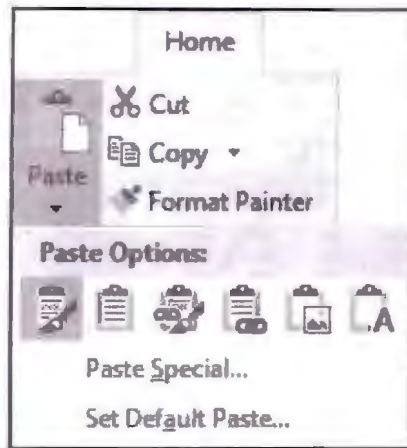 Home
Cut
Copy
Paste
Format Painter
Paste Options:
A
Paste Special...
Set Default Paste...